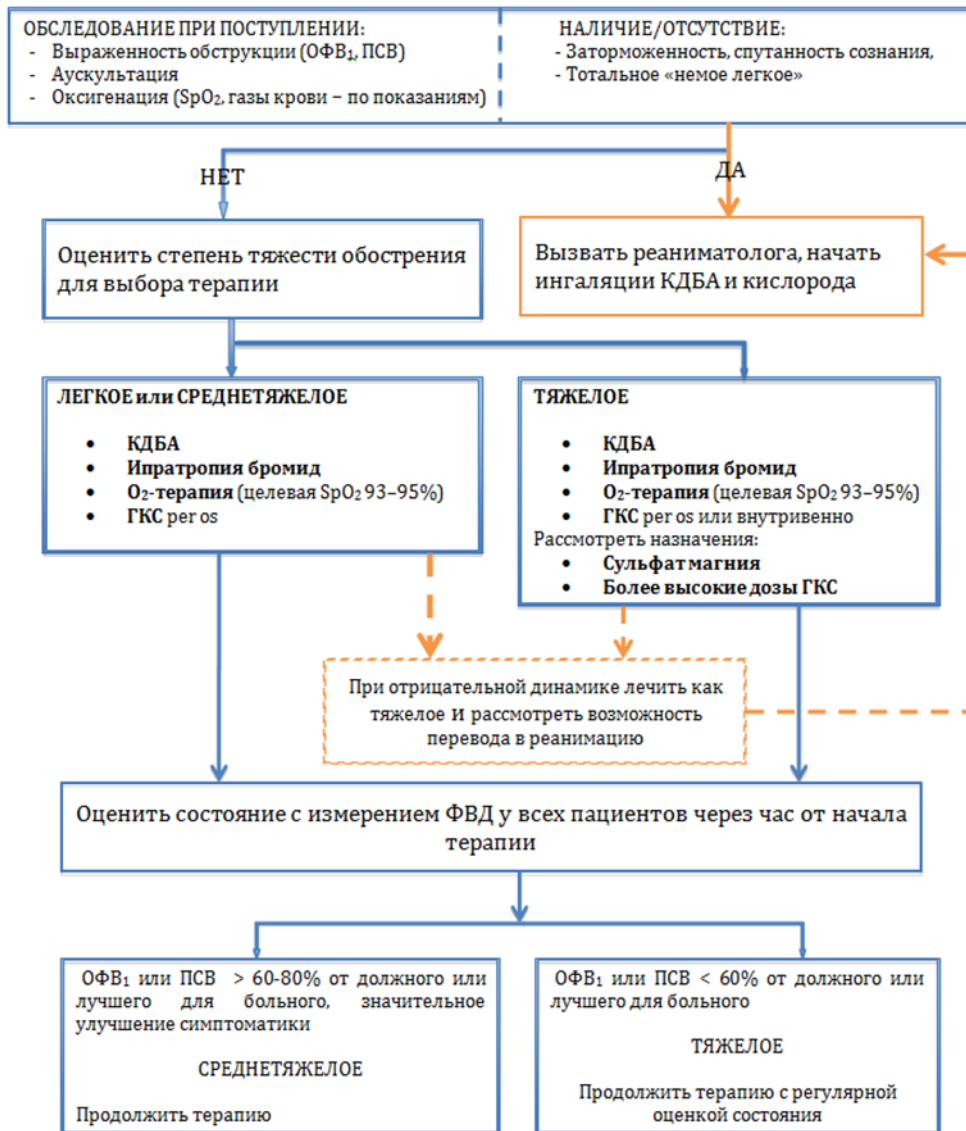 ОБСЛЕДОВАНИЕ ПРИ ПОСТУПЛЕНИИ:
- Выраженность обструкции (ОФВ₁, ПСВ)
- Аускультация
- Оксигенация (SpO₂, газы крови – по показаниям)
НАЛИЧИЕ/ОТСУТСТВИЕ:
- Заторможенность, спутанность сознания,
- Тотальное «немое легкое»
НЕТ
ДА
Оценить степень тяжести обострения
для выбора терапии
Вызвать реаниматолога, начать
ингаляции КДБА и кислорода
ЛЕГКОЕ или СРЕДНЕТЯЖЕЛОЕ
• КДБА
• Ипратропия бромид
• О₂-терапия (целевая SpO₂ 93–95%)
• ГКС per os
ТЯЖЕЛОЕ
• КДБА
• Ипратропия бромид
• О₂-терапия (целевая SpO₂ 93–95%)
• ГКС per os или внутривенно
Рассмотреть назначения:
• Сульфат магния
• Более высокие дозы ГКС
При отрицательной динамике лечить как
тяжелое и рассмотреть возможность
перевода в реанимацию
Оценить состояние с измерением ФВД у всех пациентов через час от начала
терапии
ОФВ₁ или ПСВ > 60-80% от должного или
лучшего для больного, значительное
улучшение симптоматики
СРЕДНЕТЯЖЕЛОЕ
Продолжить терапию
ОФВ₁ или ПСВ < 60% от должного или
лучшего для больного
ТЯЖЕЛОЕ
Продолжить терапию с регулярной
оценкой состояния